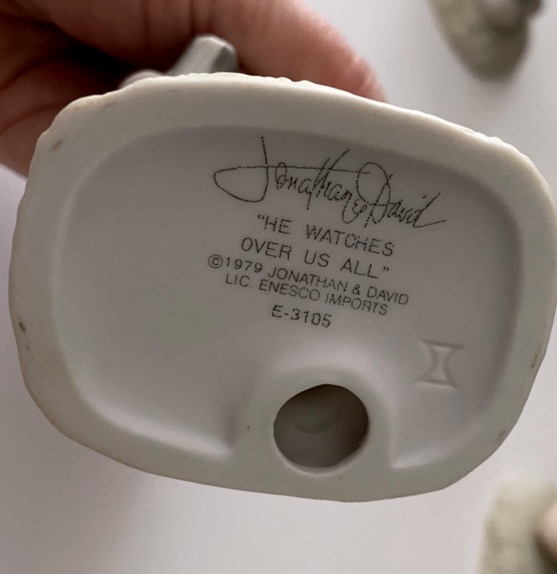 Jonathan & David
"HE WATCHES
OVER US ALL"
©1979 JONATHAN & DAVID
LIC. ENESCO IMPORTS
E-3105